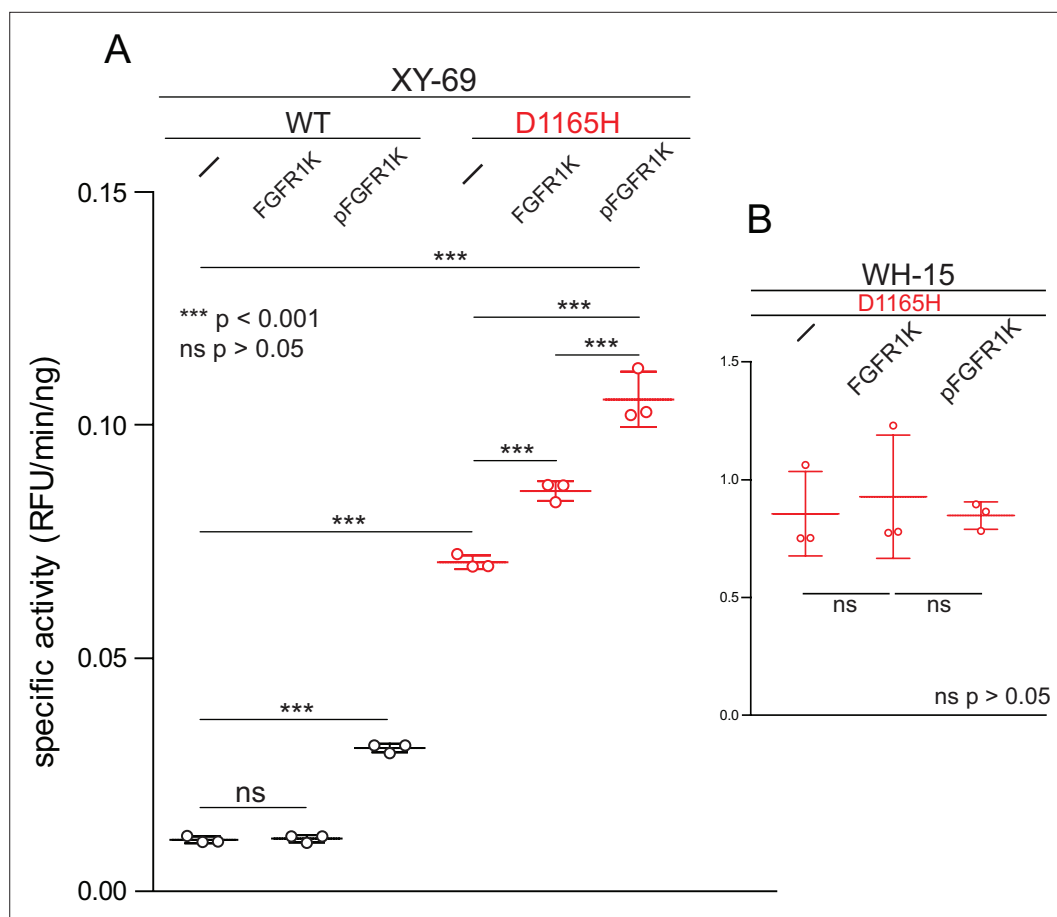 A
XY-69
WT
D1165H
– FGFR1K pFGFR1K
– FGFR1K pFGFR1K
specific activity (RFU/min/ng)
0.15
0.10
0.05
0.00
*** p < 0.001
ns p > 0.05
***
***
***
***
***
***
ns
B
WH-15
D1165H
– FGFR1K pFGFR1K
1.5
1.0
0.5
0.0
ns
ns
ns p > 0.05